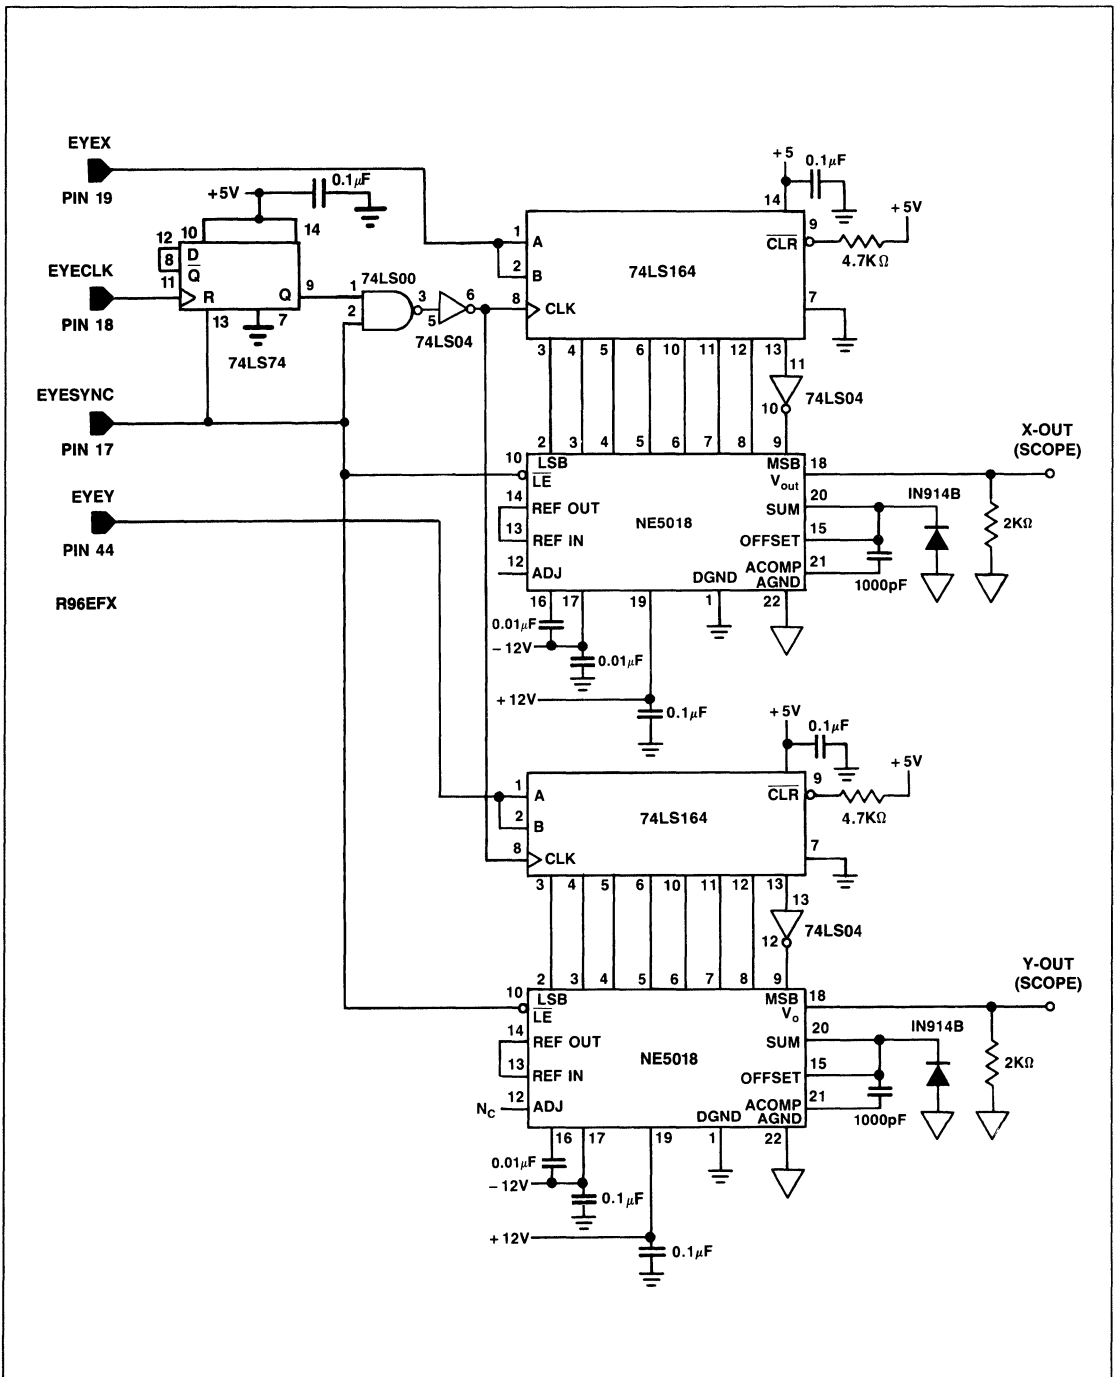 EYEX
PIN 19
+5V
0.1µF
12
10
14
D
8
Q̅
11
R
Q
9
13
7
74LS74
EYECLK
PIN 18
EYESYNC
PIN 17
EYEY
PIN 44
R96EFX
74LS00
1
2
3
5
6
74LS04
+5
0.1µF
14
9
+5V
C̅L̅R̅
4.7KΩ
1
A
2
B
74LS164
8
CLK
7
3
4
5
6
10
11
12
13
11
74LS04
10
2
3
4
5
6
7
8
9
X-OUT
(SCOPE)
10
LSB
L̅E̅
MSB
18
Vout
14
REF OUT
20
SUM
IN914B
NE5018
2KΩ
13
REF IN
15
OFFSET
12
ADJ
21
ACOMP
DGND
AGND
1000pF
16
17
19
1
22
0.01µF
–12V
0.01µF
+12V
0.1µF
+5V
0.1µF
9
+5V
1
A
C̅L̅R̅
2
B
74LS164
4.7KΩ
8
CLK
7
3
4
5
6
10
11
12
13
13
74LS04
12
2
3
4
5
6
7
8
9
Y-OUT
(SCOPE)
10
LSB
L̅E̅
MSB
18
Vo
14
REF OUT
20
SUM
IN914B
NE5018
2KΩ
13
REF IN
15
OFFSET
NC
12
ADJ
21
ACOMP
DGND
AGND
1000pF
16
17
19
1
22
0.01µF
–12V
0.1µF
+12V
0.1µF